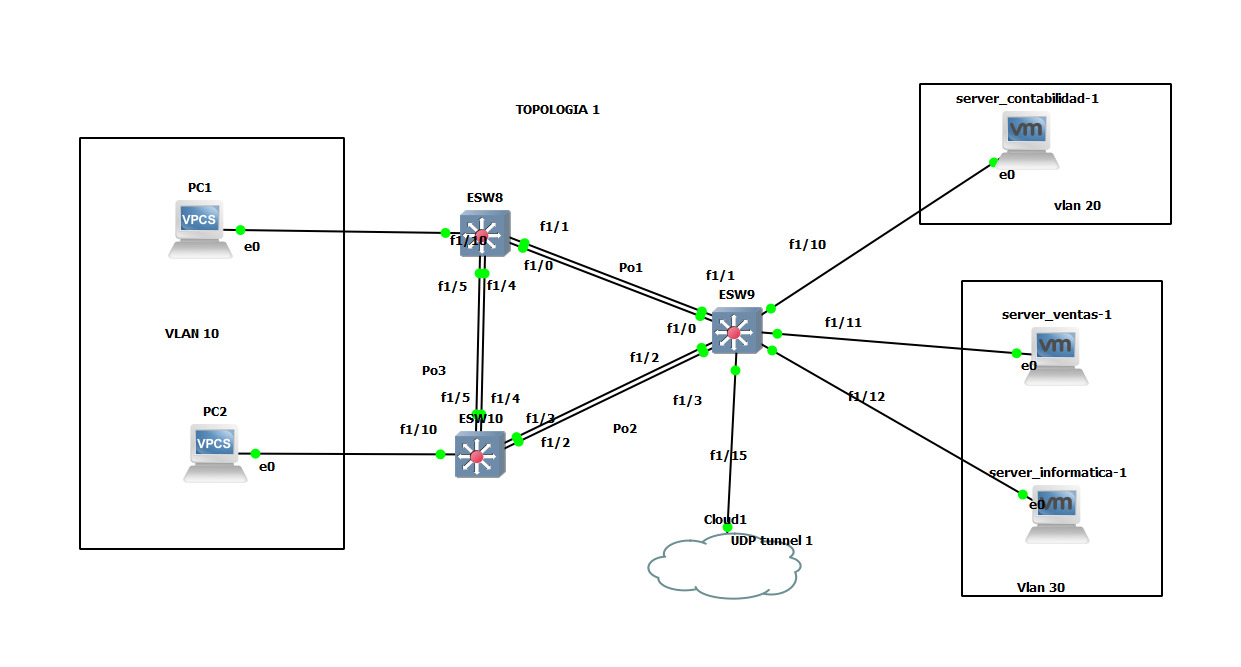 TOPOLOGIA 1
server_contabilidad-1
vm
e0
vlan 20
PC1
VPCS
e0
ESW8
f1/10
f1/1
f1/0
f1/5
f1/4
Po1
f1/1
ESW9
f1/0
f1/10
f1/11
f1/12
server_ventas-1
vm
e0
VLAN 10
Po3
f1/2
f1/3
f1/15
PC2
VPCS
e0
f1/10
f1/5
f1/4
ESW10
f1/3
f1/2
Po2
server_informatica-1
vm
e0
Cloud1
UDP tunnel 1
Vlan 30